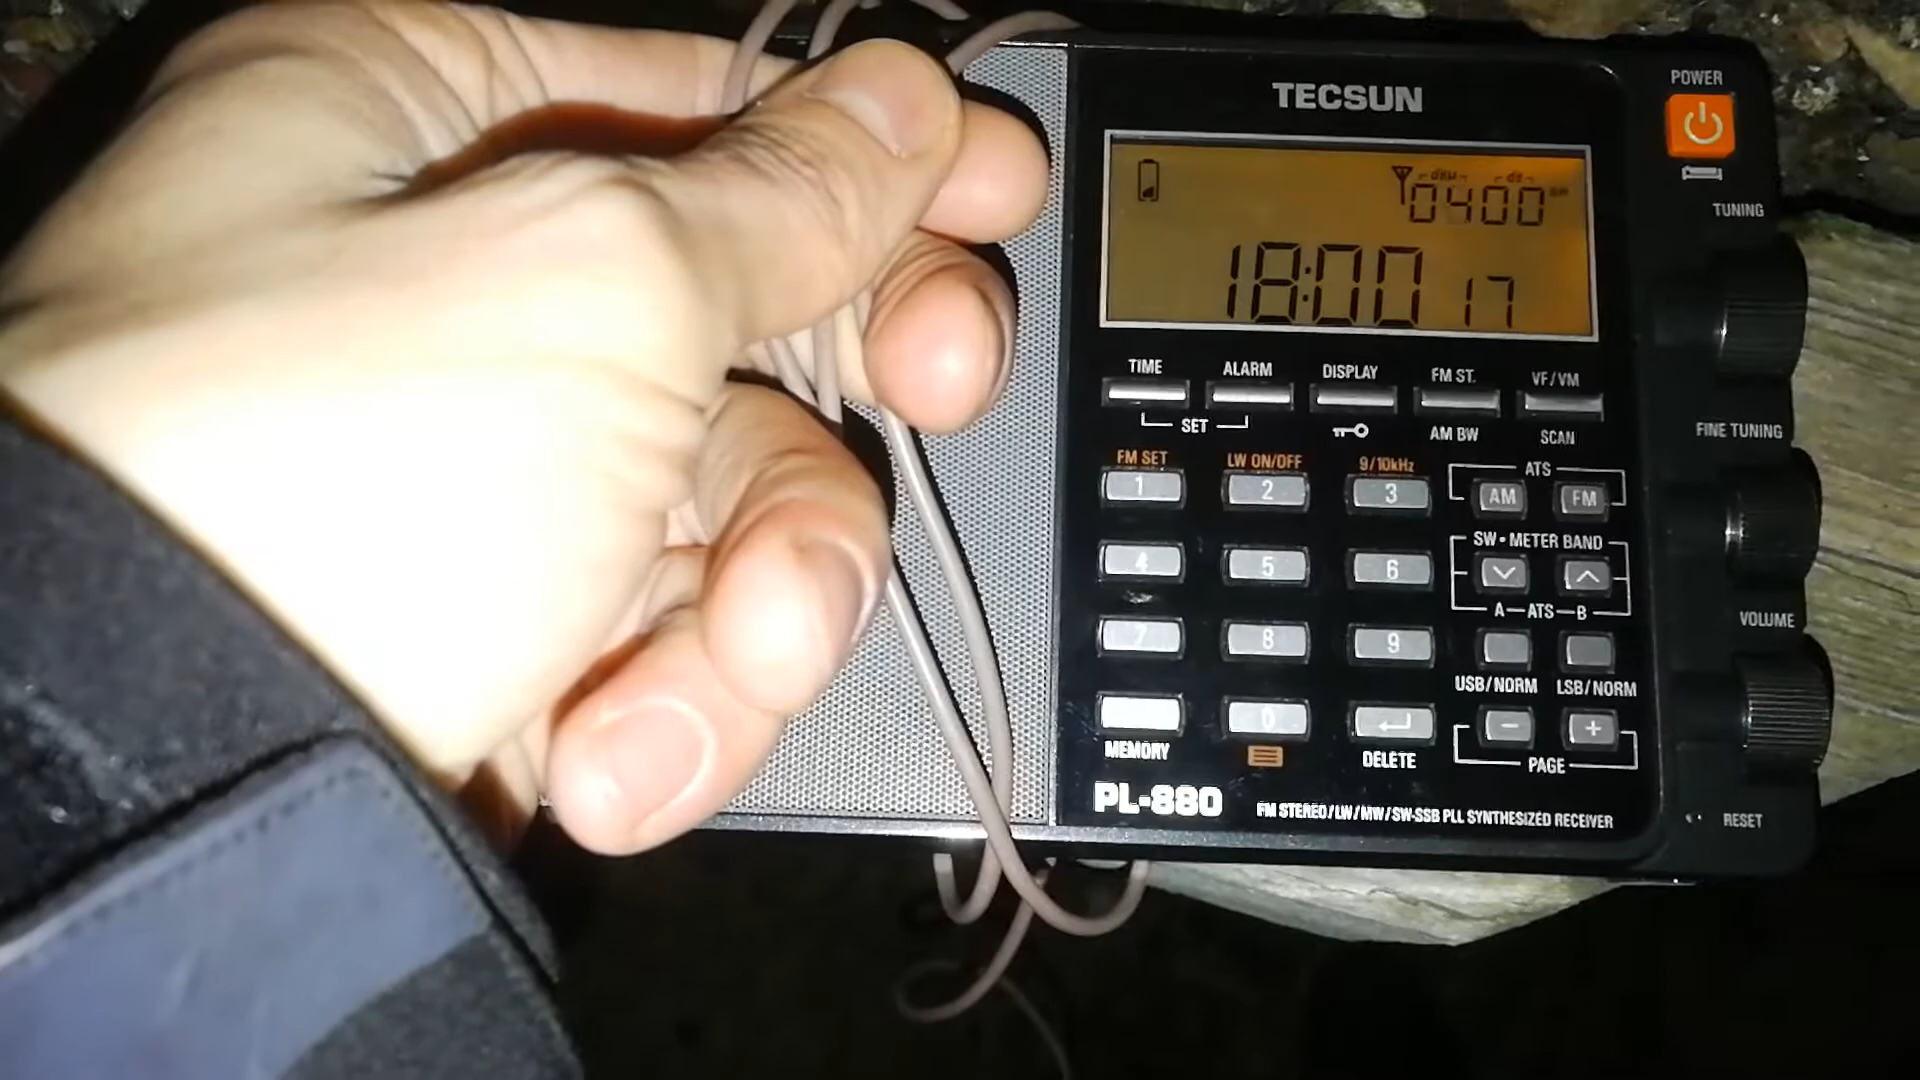 TECSUN
POWER
dBμ dB
0400
18:00 17
TUNING
TIME ALARM DISPLAY FM ST. VF/VM
SET AM BW SCAN
FINE TUNING
FM SET LW ON/OFF 9/10kHz ATS
1 2 3 AM FM
SW•METER BAND
4 5 6
A—ATS—B
VOLUME
7 8 9
USB/NORM LSB/NORM
0 - +
MEMORY DELETE PAGE
PL-880 FM STEREO/LW/MW/SW-SSB PLL SYNTHESIZED RECEIVER
RESET